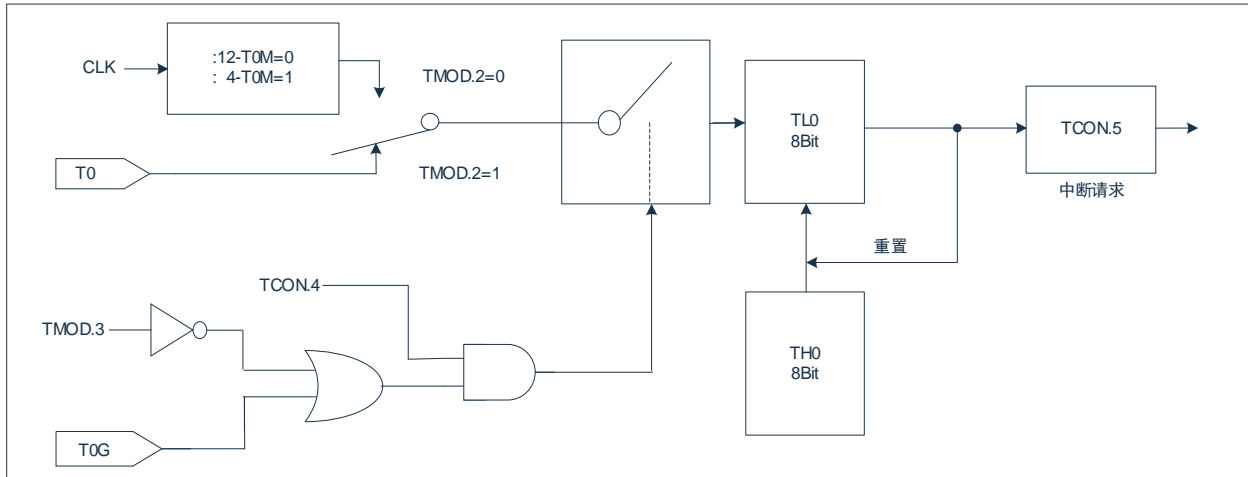 :12-T0M=0
: 4-T0M=1
CLK
TMOD.2=0
TL0
8Bit
TCON.5
T0
TMOD.2=1
中断请求
重置
TCON.4
TMOD.3
TH0
8Bit
T0G